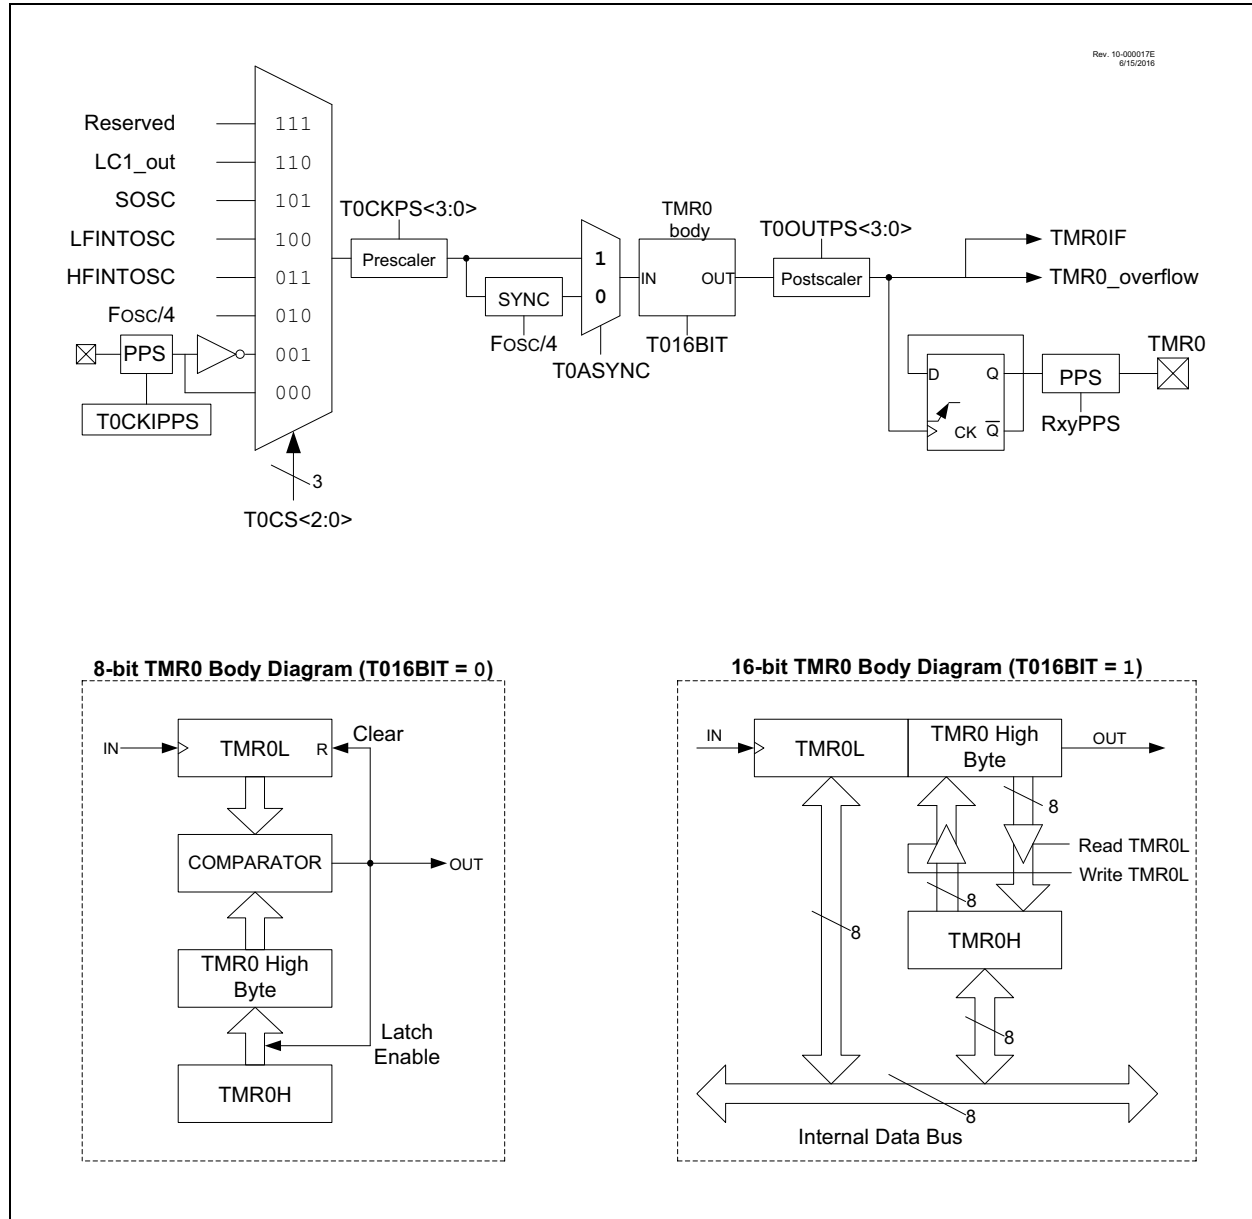 Rev. 10-000017E
6/15/2016
Reserved
111
LC1_out
110
SOSC
101
LFINTOSC
100
HFINTOSC
011
FOSC/4
010
PPS
001
000
T0CKIPPS
3
T0CS<2:0>
T0CKPS<3:0>
Prescaler
SYNC
FOSC/4
1
0
T0ASYNC
TMR0
body
IN
OUT
T016BIT
T0OUTPS<3:0>
Postscaler
TMR0IF
TMR0_overflow
D
Q
CK
Q
PPS
RxyPPS
TMR0
8-bit TMR0 Body Diagram (T016BIT = 0)
IN
TMR0L
R
Clear
COMPARATOR
OUT
TMR0 High
Byte
Latch
Enable
TMR0H
16-bit TMR0 Body Diagram (T016BIT = 1)
IN
TMR0L
TMR0 High
Byte
OUT
8
Read TMR0L
Write TMR0L
8
8
TMR0H
8
8
Internal Data Bus